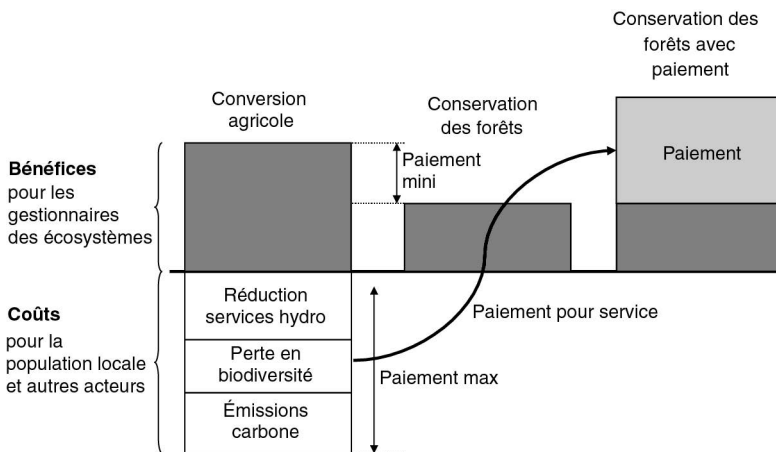 Conservation des
forêts avec
paiement
Conversion
agricole
Conservation
des forêts
Bénéfices
pour les
gestionnaires
des écosystèmes
Paiement
mini
Paiement
Coûts
pour la
population locale
et autres acteurs
Réduction
services hydro
Perte en
biodiversité
Émissions
carbone
Paiement pour service
Paiement max